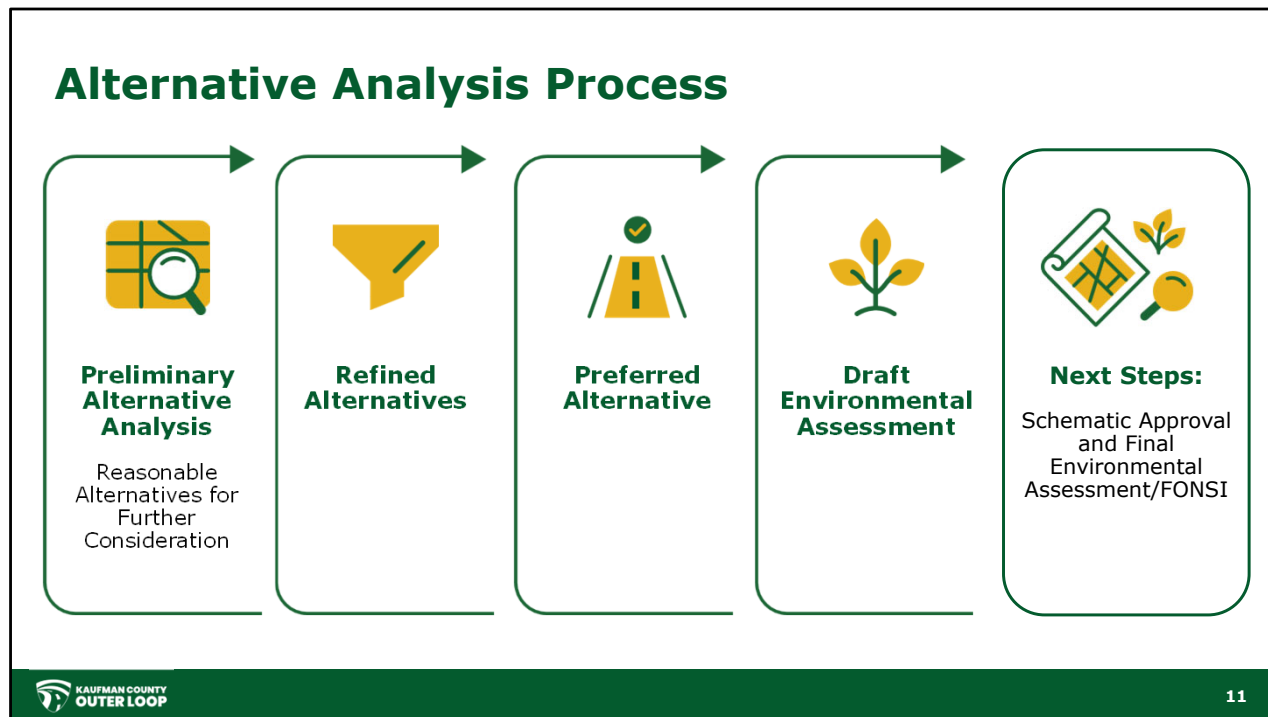 Alternative Analysis Process
Preliminary
Alternative
Analysis
Reasonable
Alternatives for
Further
Consideration
Refined
Alternatives
Preferred
Alternative
Draft
Environmental
Assessment
Next Steps:
Schematic Approval
and Final
Environmental
Assessment/FONSI
KAUFMAN COUNTY
OUTER LOOP
11